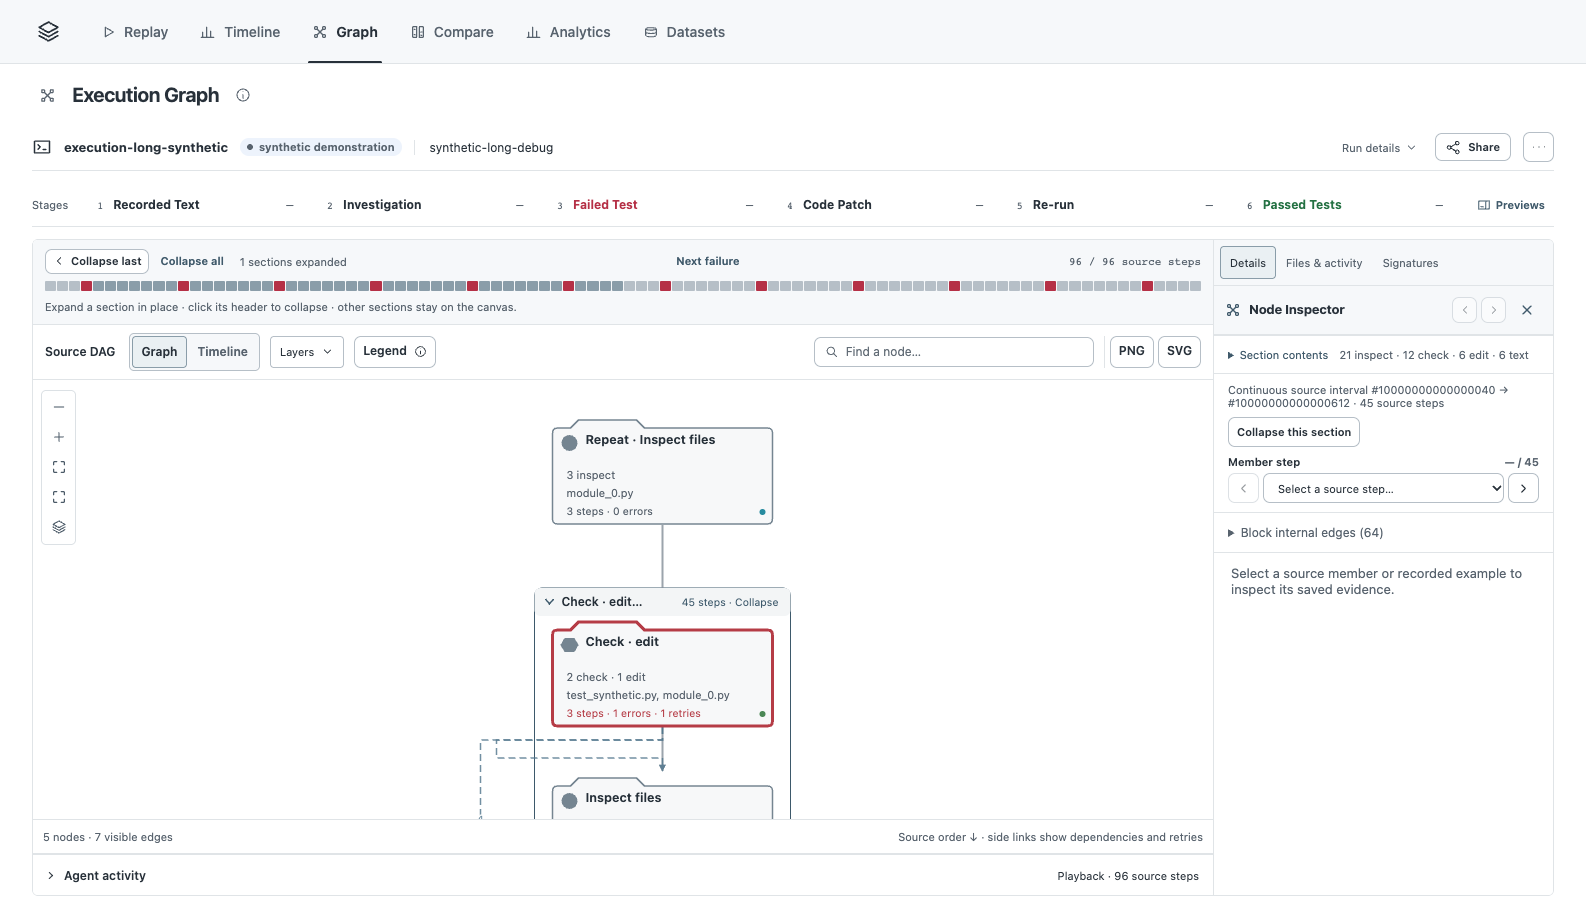 Replay
Timeline
Graph
Compare
Analytics
Datasets
Execution Graph
execution-long-synthetic
synthetic demonstration
synthetic-long-debug
Run details
Share
Stages
1 Recorded Text –
2 Investigation –
3 Failed Test –
4 Code Patch –
5 Re-run –
6 Passed Tests –
Previews
Collapse last
Collapse all
1 sections expanded
Next failure
96 / 96 source steps
Expand a section in place · click its header to collapse · other sections stay on the canvas.
Source DAG
Graph
Timeline
Layers
Legend
Find a node...
PNG
SVG
Repeat · Inspect files
3 inspect
module_0.py
3 steps · 0 errors
Check · edit...
45 steps · Collapse
Check · edit
2 check · 1 edit
test_synthetic.py, module_0.py
3 steps · 1 errors · 1 retries
Inspect files
5 nodes · 7 visible edges
Source order ↓ · side links show dependencies and retries
Agent activity
Playback · 96 source steps
Details
Files & activity
Signatures
Node Inspector
Section contents
21 inspect · 12 check · 6 edit · 6 text
Continuous source interval #10000000000000040 →
#10000000000000612 · 45 source steps
Collapse this section
Member step
— / 45
Select a source step...
Block internal edges (64)
Select a source member or recorded example to
inspect its saved evidence.